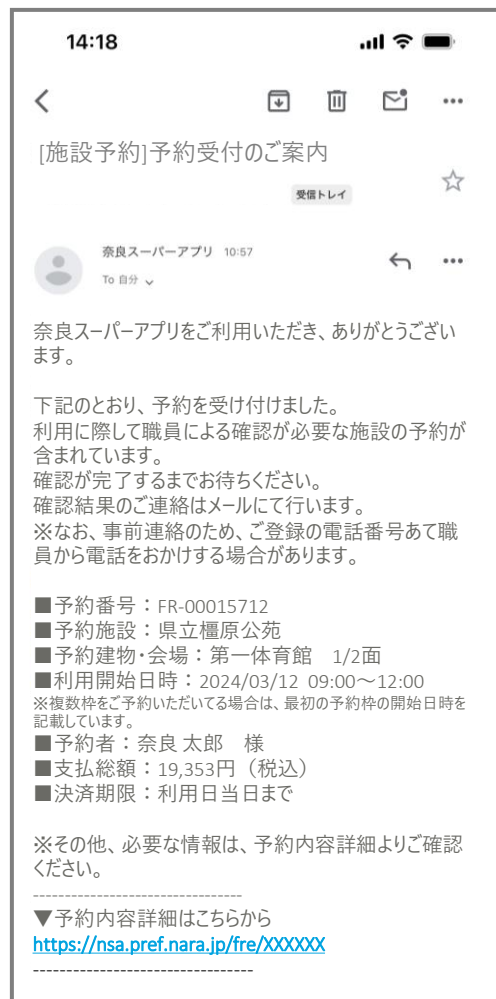 14:18
[施設予約]予約受付のご案内
受信トレイ
奈良スーパーアプリ 10:57
To 自分
奈良スーパーアプリをご利用いただき、ありがとうござい
ます。
下記のとおり、予約を受け付けました。
利用に際して職員による確認が必要な施設の予約が
含まれています。
確認が完了するまでお待ちください。
確認結果のご連絡はメールにて行います。
※なお、事前連絡のため、ご登録の電話番号あて職
員から電話をおかけする場合があります。
■予約番号：FR-00015712
■予約施設：県立橿原公苑
■予約建物・会場：第一体育館　1/2面
■利用開始日時：2024/03/12 09:00～12:00
※複数枠をご予約いただいてる場合は、最初の予約枠の開始日時を
記載しています。
■予約者：奈良 太郎　様
■支払総額：19,353円（税込）
■決済期限：利用日当日まで
※その他、必要な情報は、予約内容詳細よりご確認
ください。
--------------------------------
▼予約内容詳細はこちらから
https://nsa.pref.nara.jp/fre/XXXXXX
--------------------------------